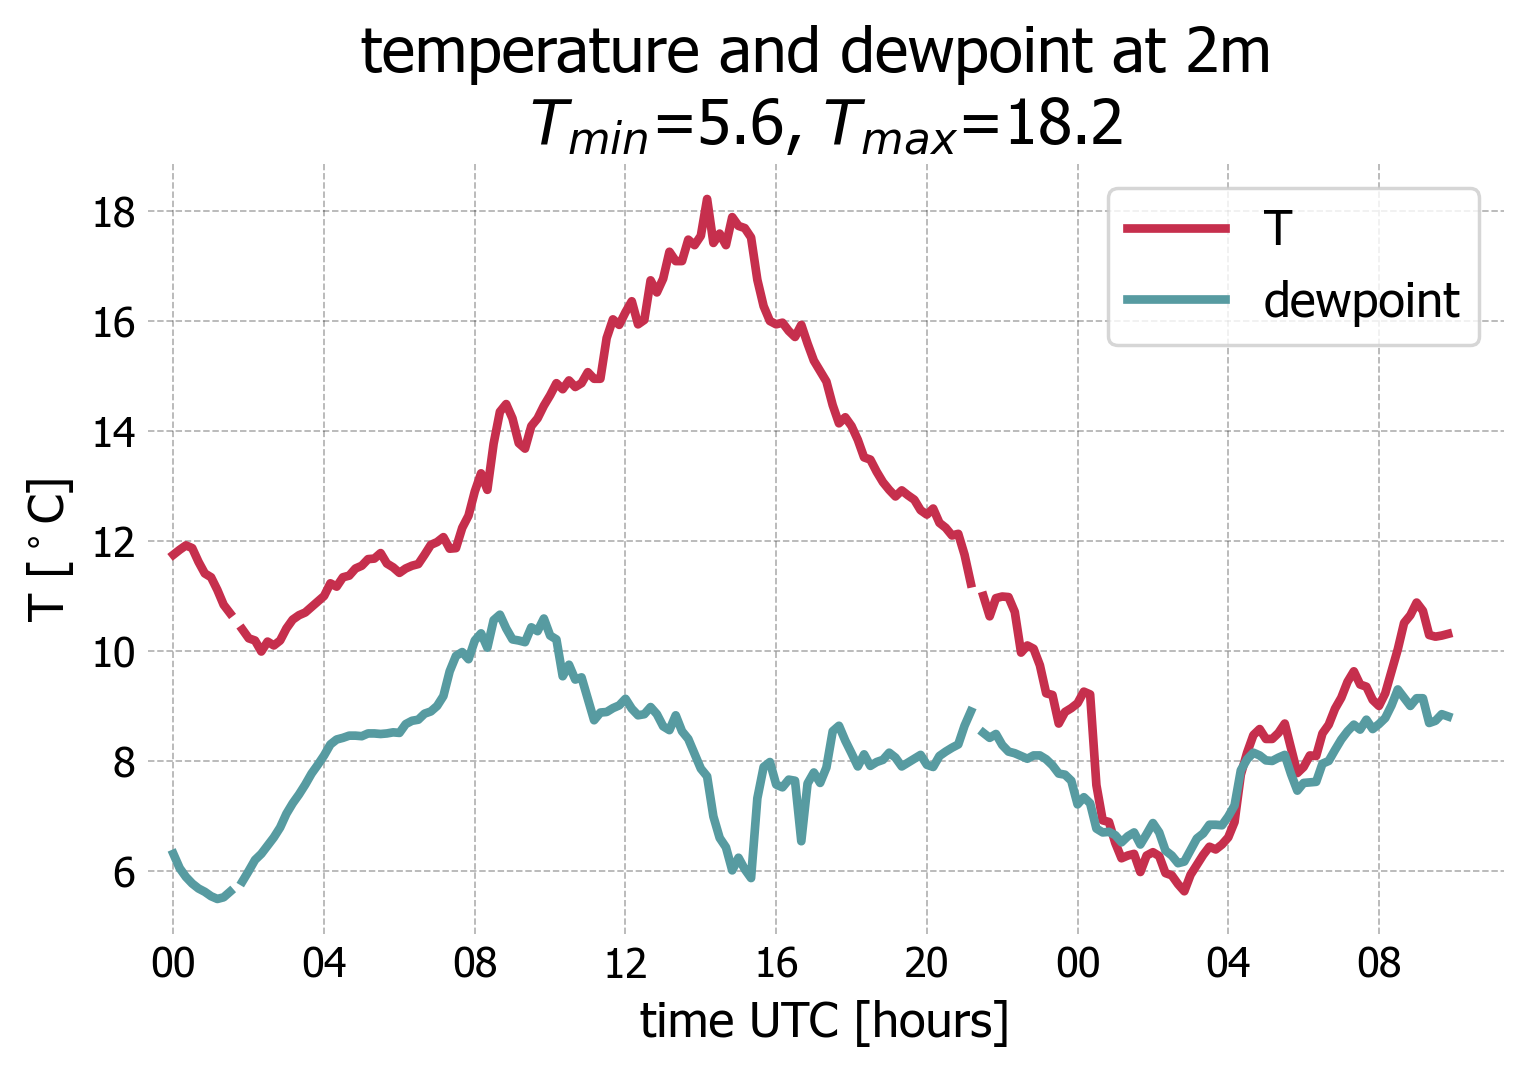 temperature and dewpoint at 2m
T_min=5.6, T_max=18.2
T
dewpoint
T [°C]
18
16
14
12
10
8
6
00 04 08 12 16 20 00 04 08
time UTC [hours]